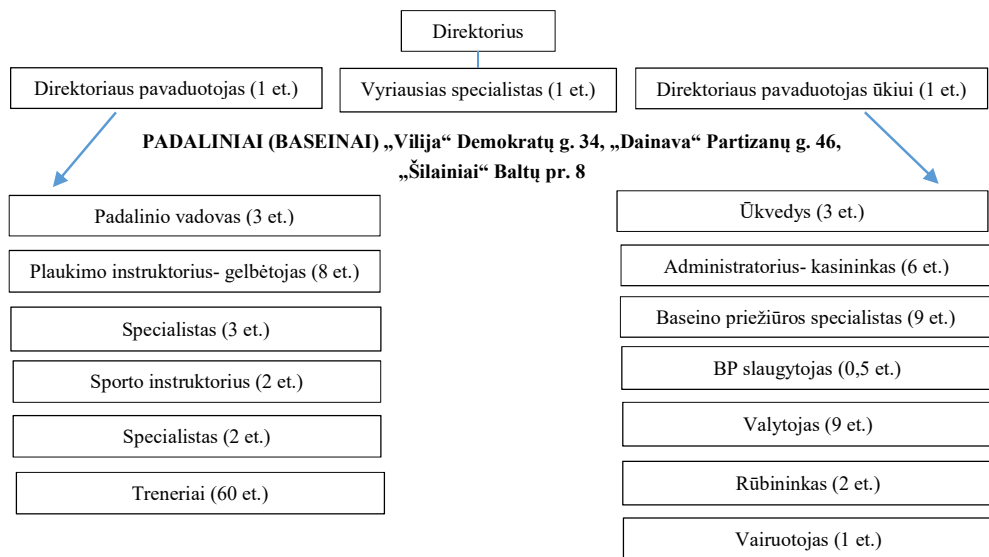 Direktorius
Direktoriaus pavaduotojas (1 et.)
Vyriausias specialistas (1 et.)
Direktoriaus pavaduotojas ūkiui (1 et.)
PADALINIAI (BASEINAI) „Vilija“ Demokratų g. 34, „Dainava“ Partizanų g. 46,
„Šilainiai“ Baltų pr. 8
Padalinio vadovas (3 et.)
Plaukimo instruktorius- gelbėtojas (8 et.)
Specialistas (3 et.)
Sporto instruktorius (2 et.)
Specialistas (2 et.)
Treneriai (60 et.)
Ūkvedys (3 et.)
Administratorius- kasininkas (6 et.)
Baseino priežiūros specialistas (9 et.)
BP slaugytojas (0,5 et.)
Valytojas (9 et.)
Rūbininkas (2 et.)
Vairuotojas (1 et.)